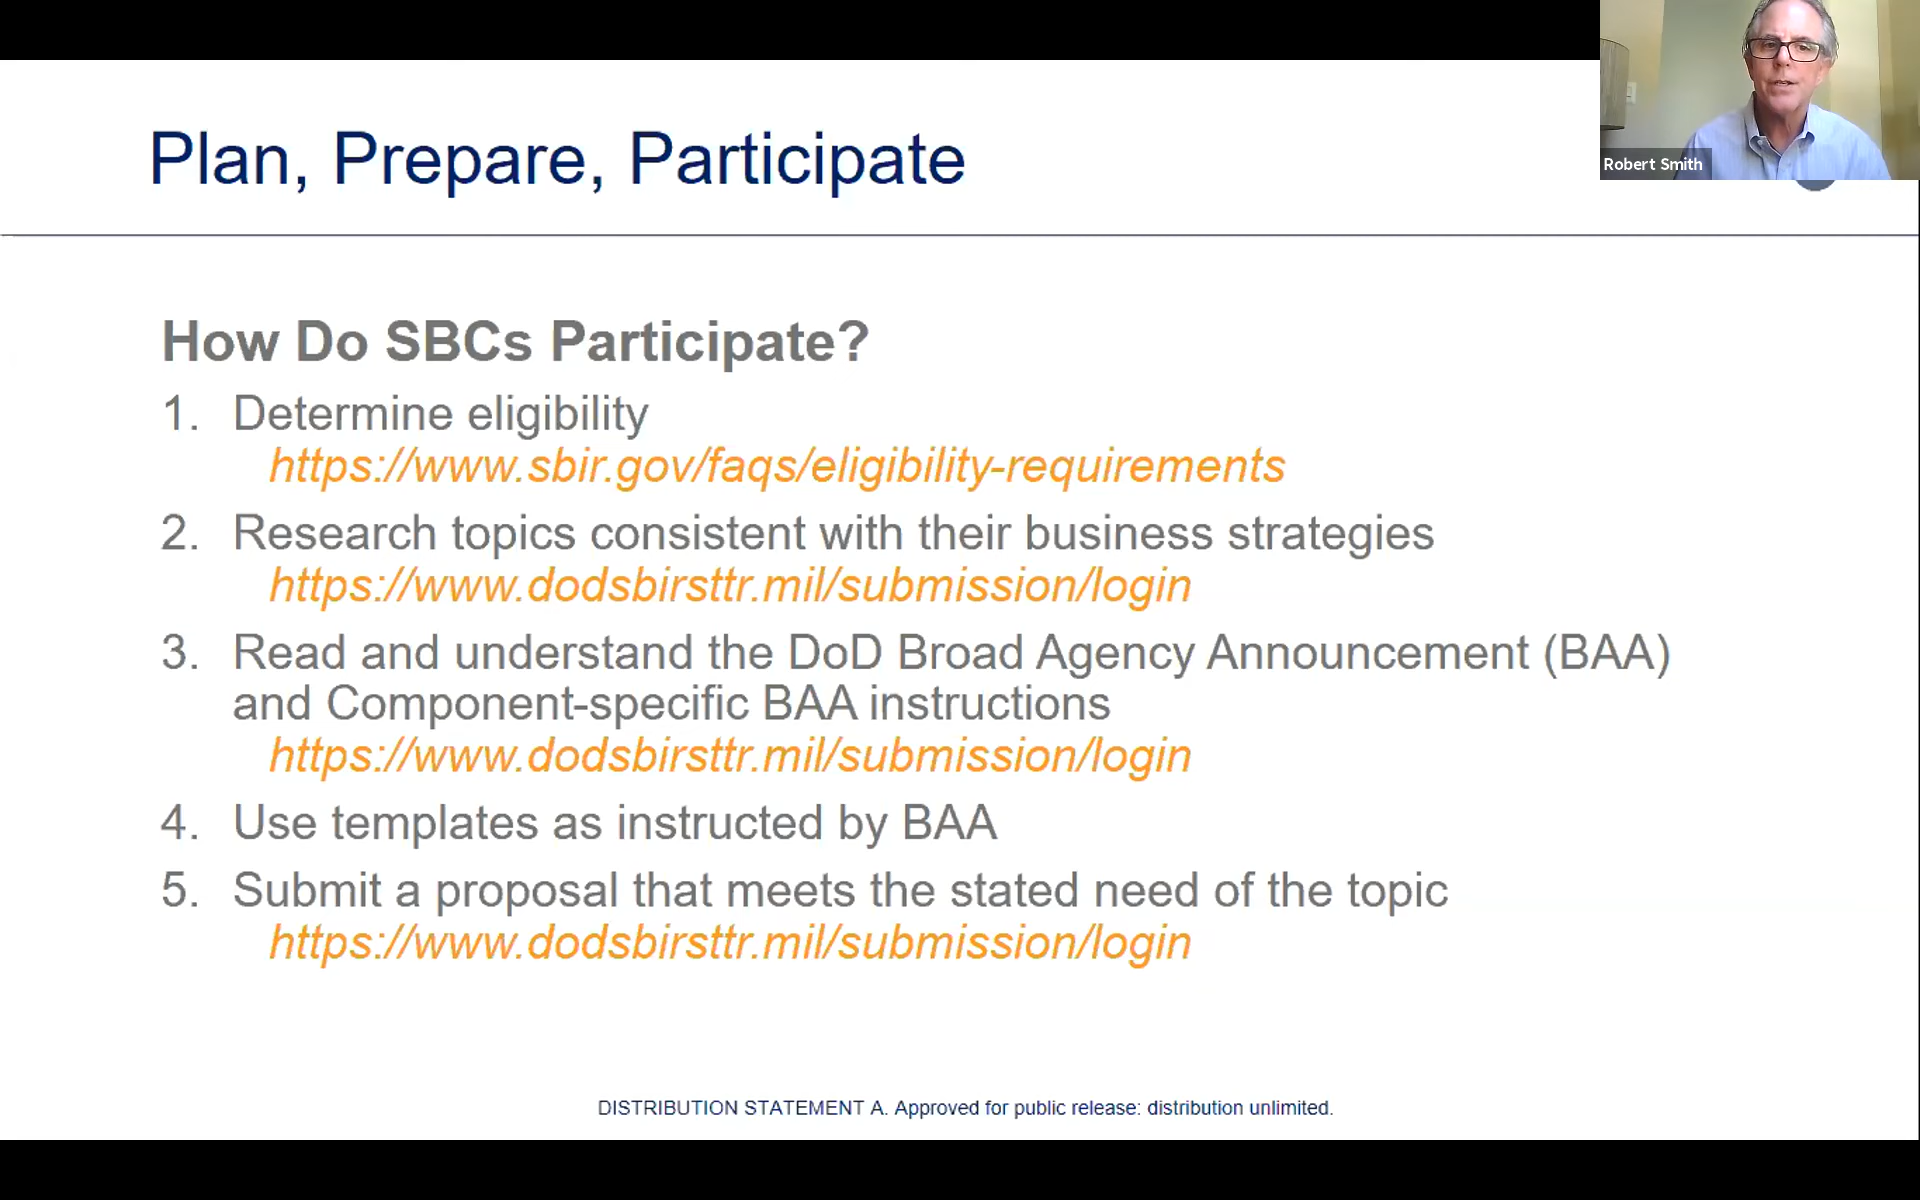 Plan, Prepare, Participate
Robert Smith
How Do SBCs Participate?
1. Determine eligibility
https://www.sbir.gov/faqs/eligibility-requirements
2. Research topics consistent with their business strategies
https://www.dodsbirsttr.mil/submission/login
3. Read and understand the DoD Broad Agency Announcement (BAA)
and Component-specific BAA instructions
https://www.dodsbirsttr.mil/submission/login
4. Use templates as instructed by BAA
5. Submit a proposal that meets the stated need of the topic
https://www.dodsbirsttr.mil/submission/login
DISTRIBUTION STATEMENT A. Approved for public release: distribution unlimited.